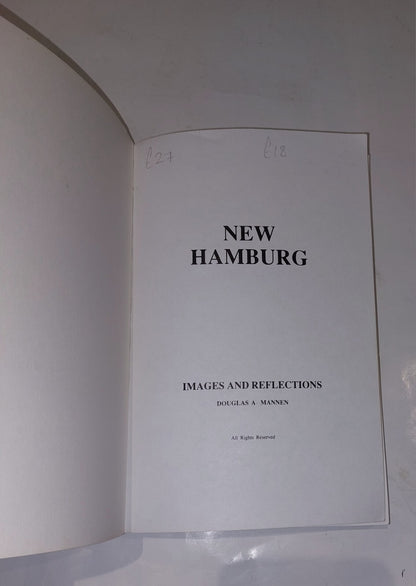 £27 £18
NEW
HAMBURG
IMAGES AND REFLECTIONS
DOUGLAS A MANNEN
All Rights Reserved